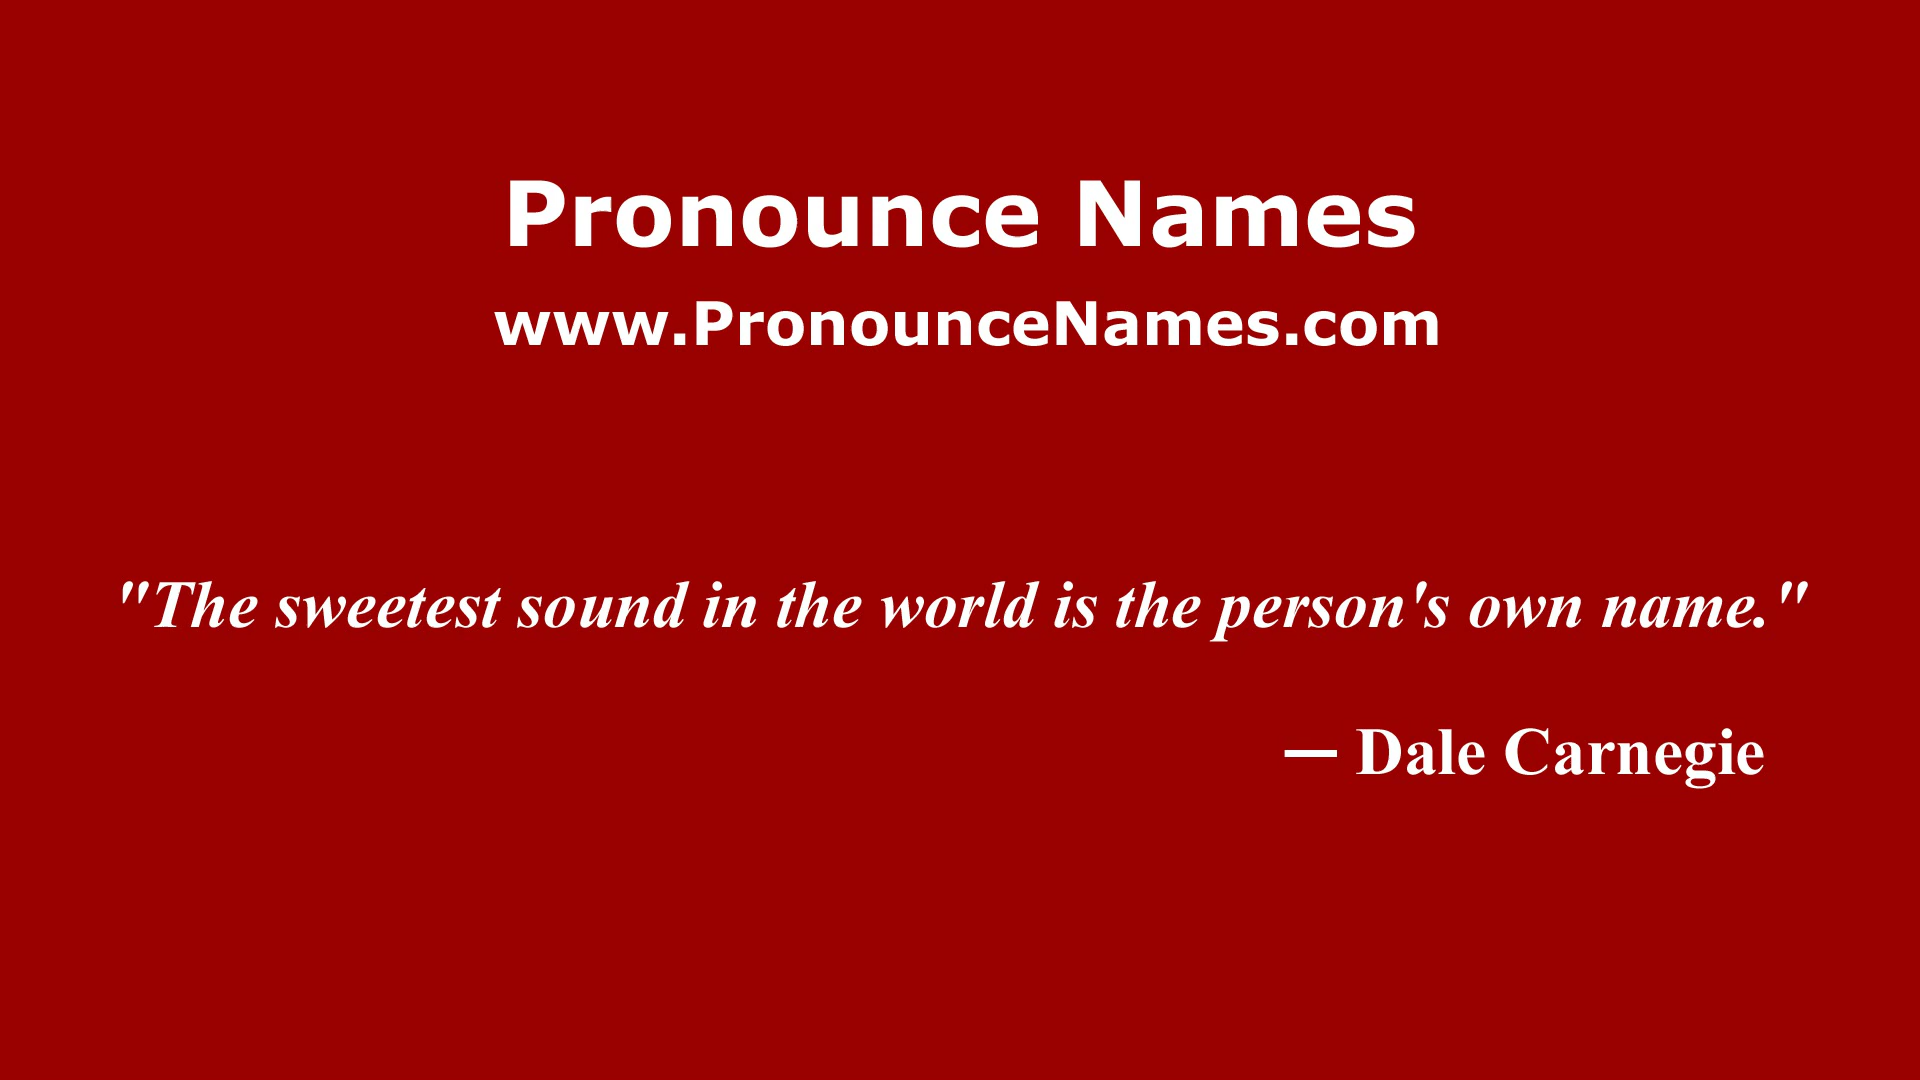 Pronounce Names
www.PronounceNames.com
"The sweetest sound in the world is the person's own name."
— Dale Carnegie